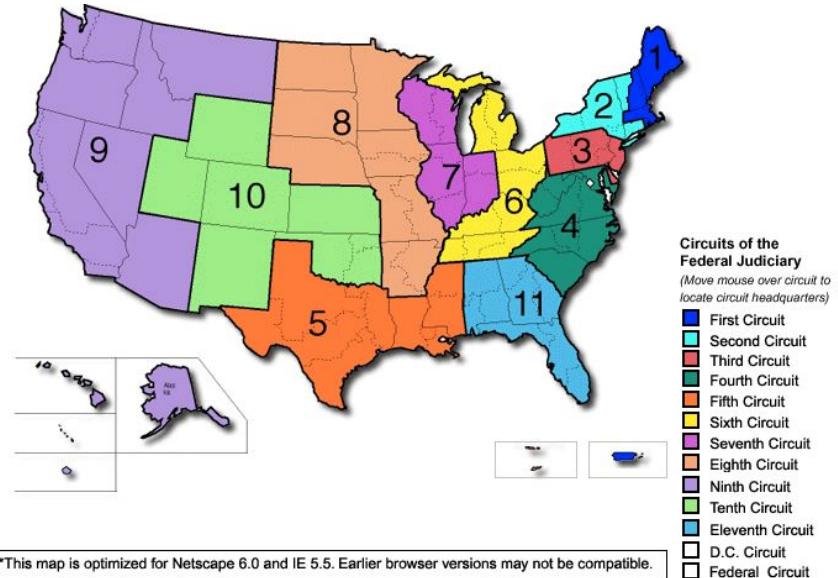 1
2
3
4
5
6
7
8
9
10
11
Alas
ka
Circuits of the
Federal Judiciary
(Move mouse over circuit to
locate circuit headquarters)
First Circuit
Second Circuit
Third Circuit
Fourth Circuit
Fifth Circuit
Sixth Circuit
Seventh Circuit
Eighth Circuit
Ninth Circuit
Tenth Circuit
Eleventh Circuit
D.C. Circuit
Federal Circuit
*This map is optimized for Netscape 6.0 and IE 5.5. Earlier browser versions may not be compatible.